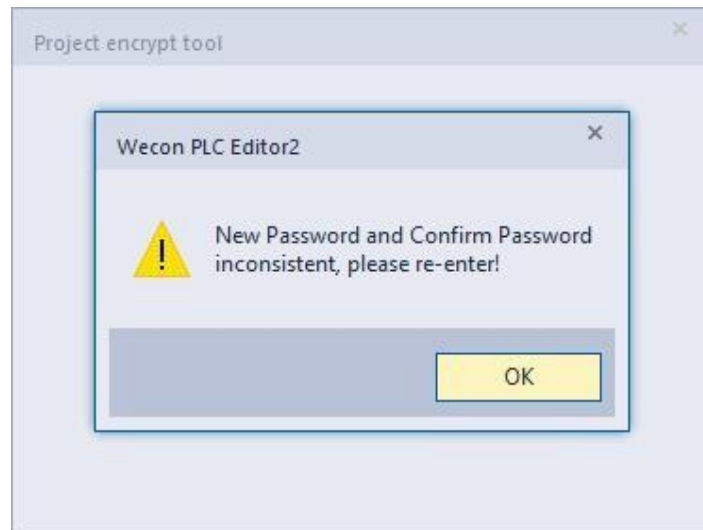 Project encrypt tool
Wecon PLC Editor2
New Password and Confirm Password
inconsistent, please re-enter!
OK